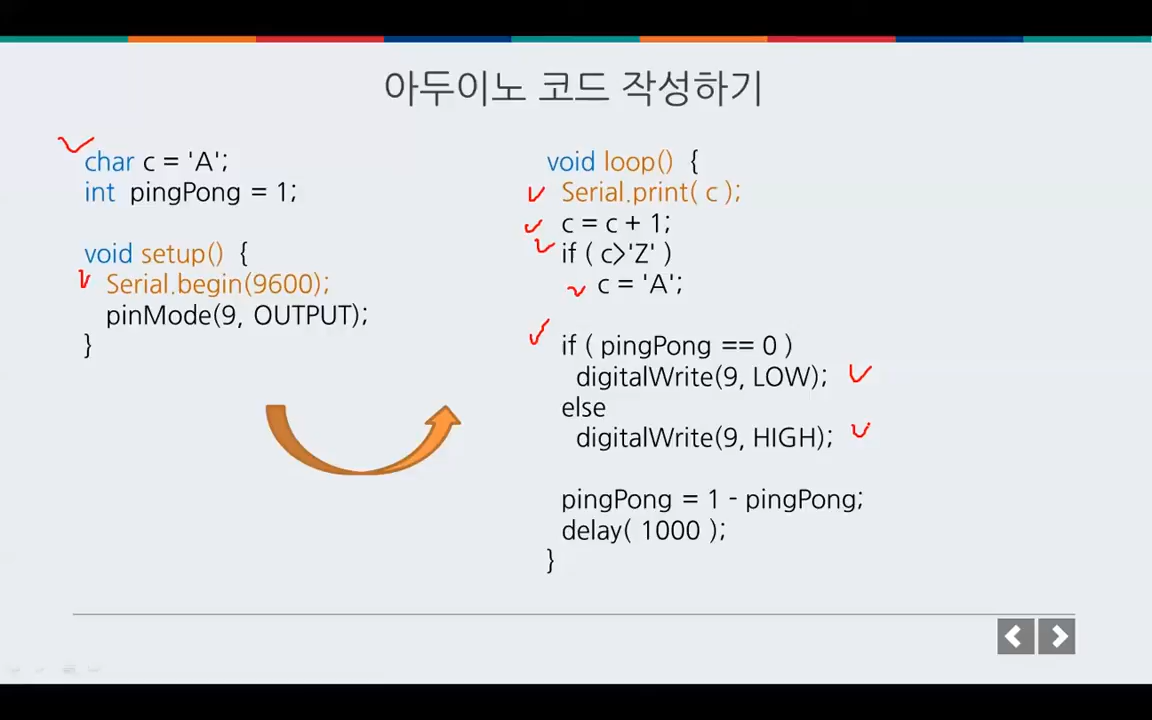 아두이노 코드 작성하기
char c = 'A';
int pingPong = 1;
void setup() {
Serial.begin(9600);
pinMode(9, OUTPUT);
}
void loop() {
Serial.print( c );
c = c + 1;
if ( c>'Z' )
c = 'A';
if ( pingPong == 0 )
digitalWrite(9, LOW);
else
digitalWrite(9, HIGH);
pingPong = 1 - pingPong;
delay( 1000 );
}